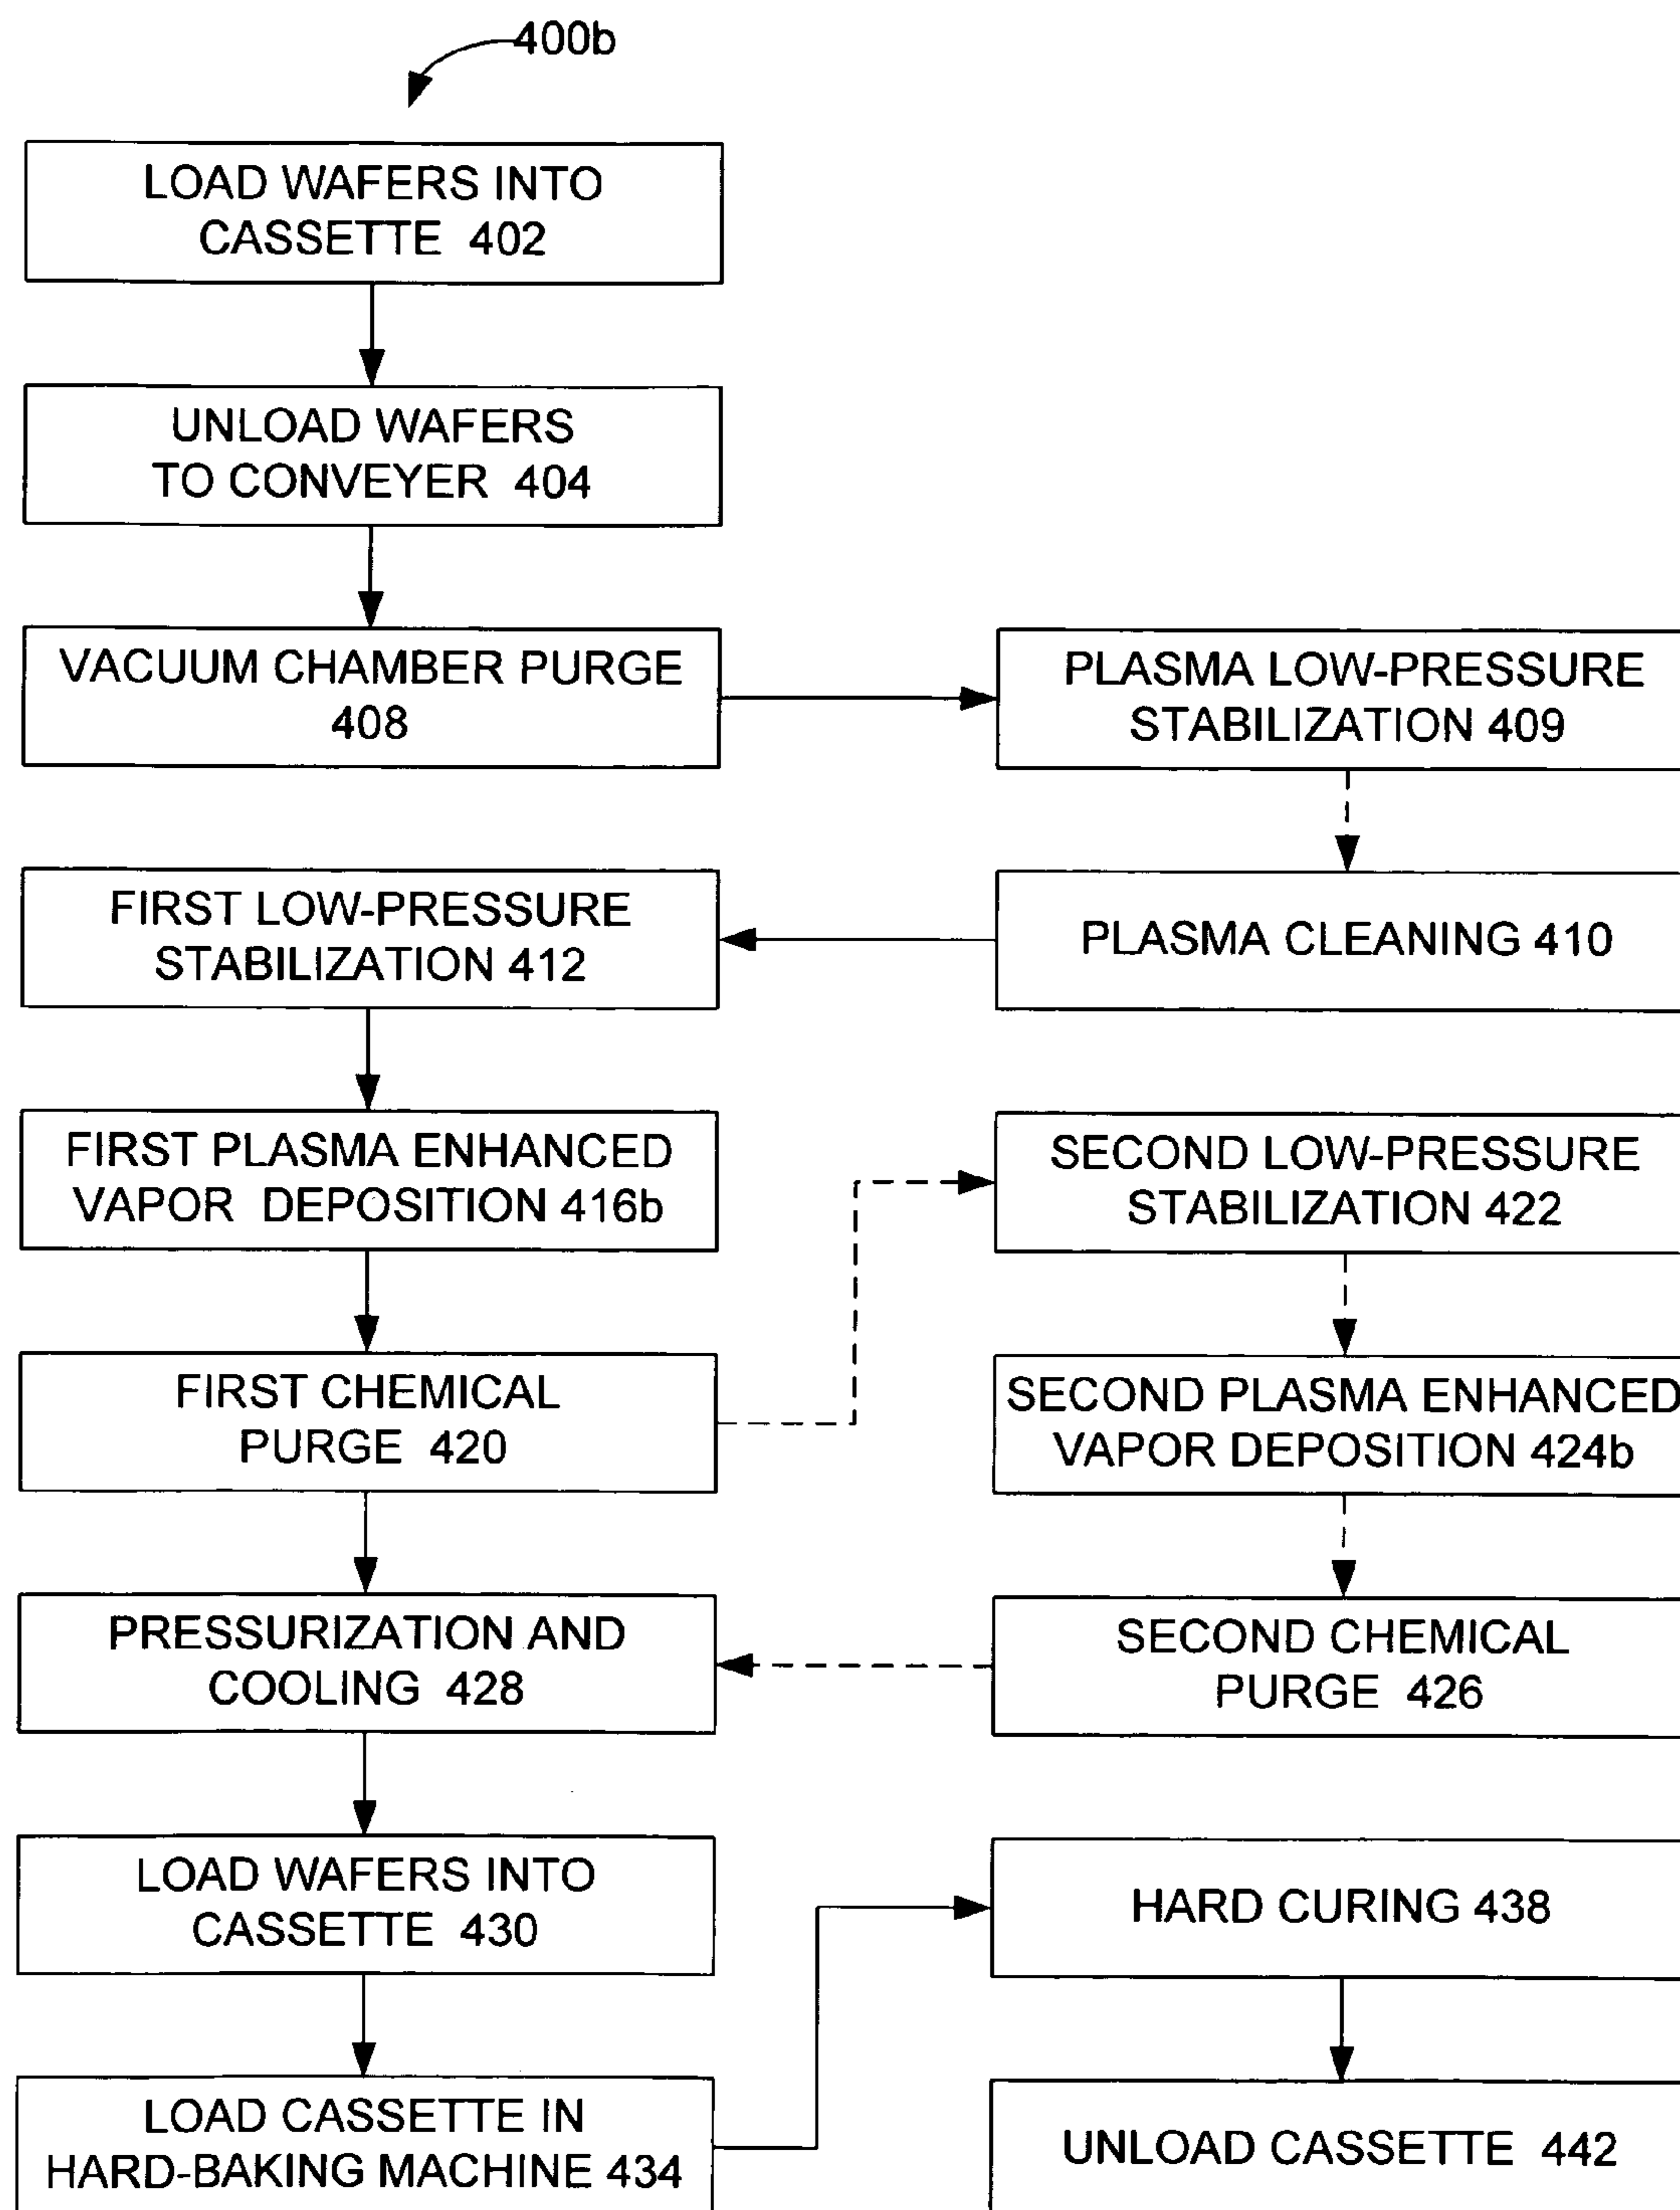 400b
LOAD WAFERS INTO
CASSETTE 402
UNLOAD WAFERS
TO CONVEYER 404
VACUUM CHAMBER PURGE
408
PLASMA LOW-PRESSURE
STABILIZATION 409
PLASMA CLEANING 410
FIRST LOW-PRESSURE
STABILIZATION 412
FIRST PLASMA ENHANCED
VAPOR DEPOSITION 416b
FIRST CHEMICAL
PURGE 420
SECOND LOW-PRESSURE
STABILIZATION 422
SECOND PLASMA ENHANCED
VAPOR DEPOSITION 424b
SECOND CHEMICAL
PURGE 426
PRESSURIZATION AND
COOLING 428
LOAD WAFERS INTO
CASSETTE 430
LOAD CASSETTE IN
HARD-BAKING MACHINE 434
HARD CURING 438
UNLOAD CASSETTE 442